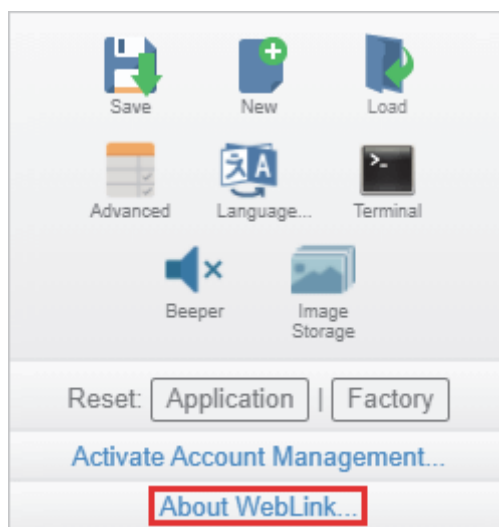 Save New Load
Advanced Language... Terminal
Beeper Image
Storage
Reset: Application | Factory
Activate Account Management...
About WebLink...